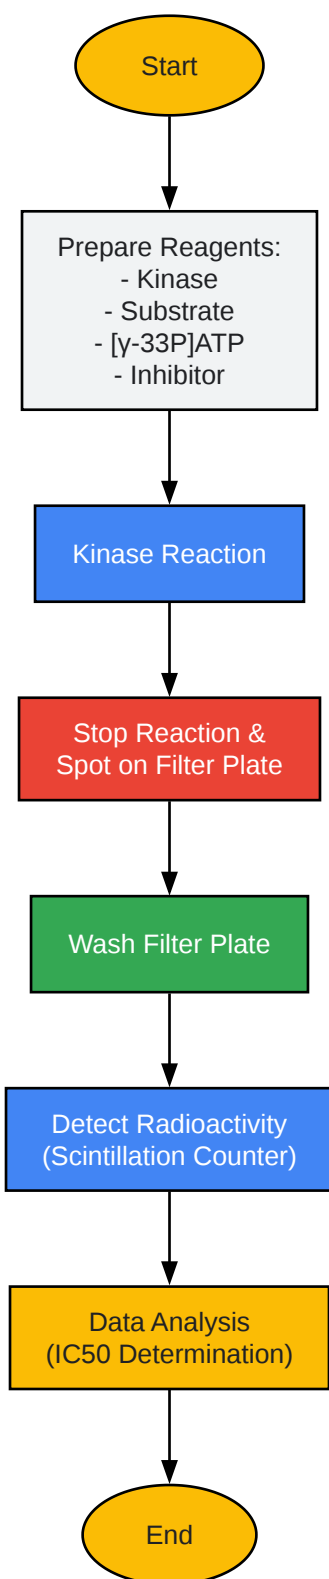 Start
Prepare Reagents:
- Kinase
- Substrate
- [γ-33P]ATP
- Inhibitor
Kinase Reaction
Stop Reaction &
Spot on Filter Plate
Wash Filter Plate
Detect Radioactivity
(Scintillation Counter)
Data Analysis
(IC50 Determination)
End